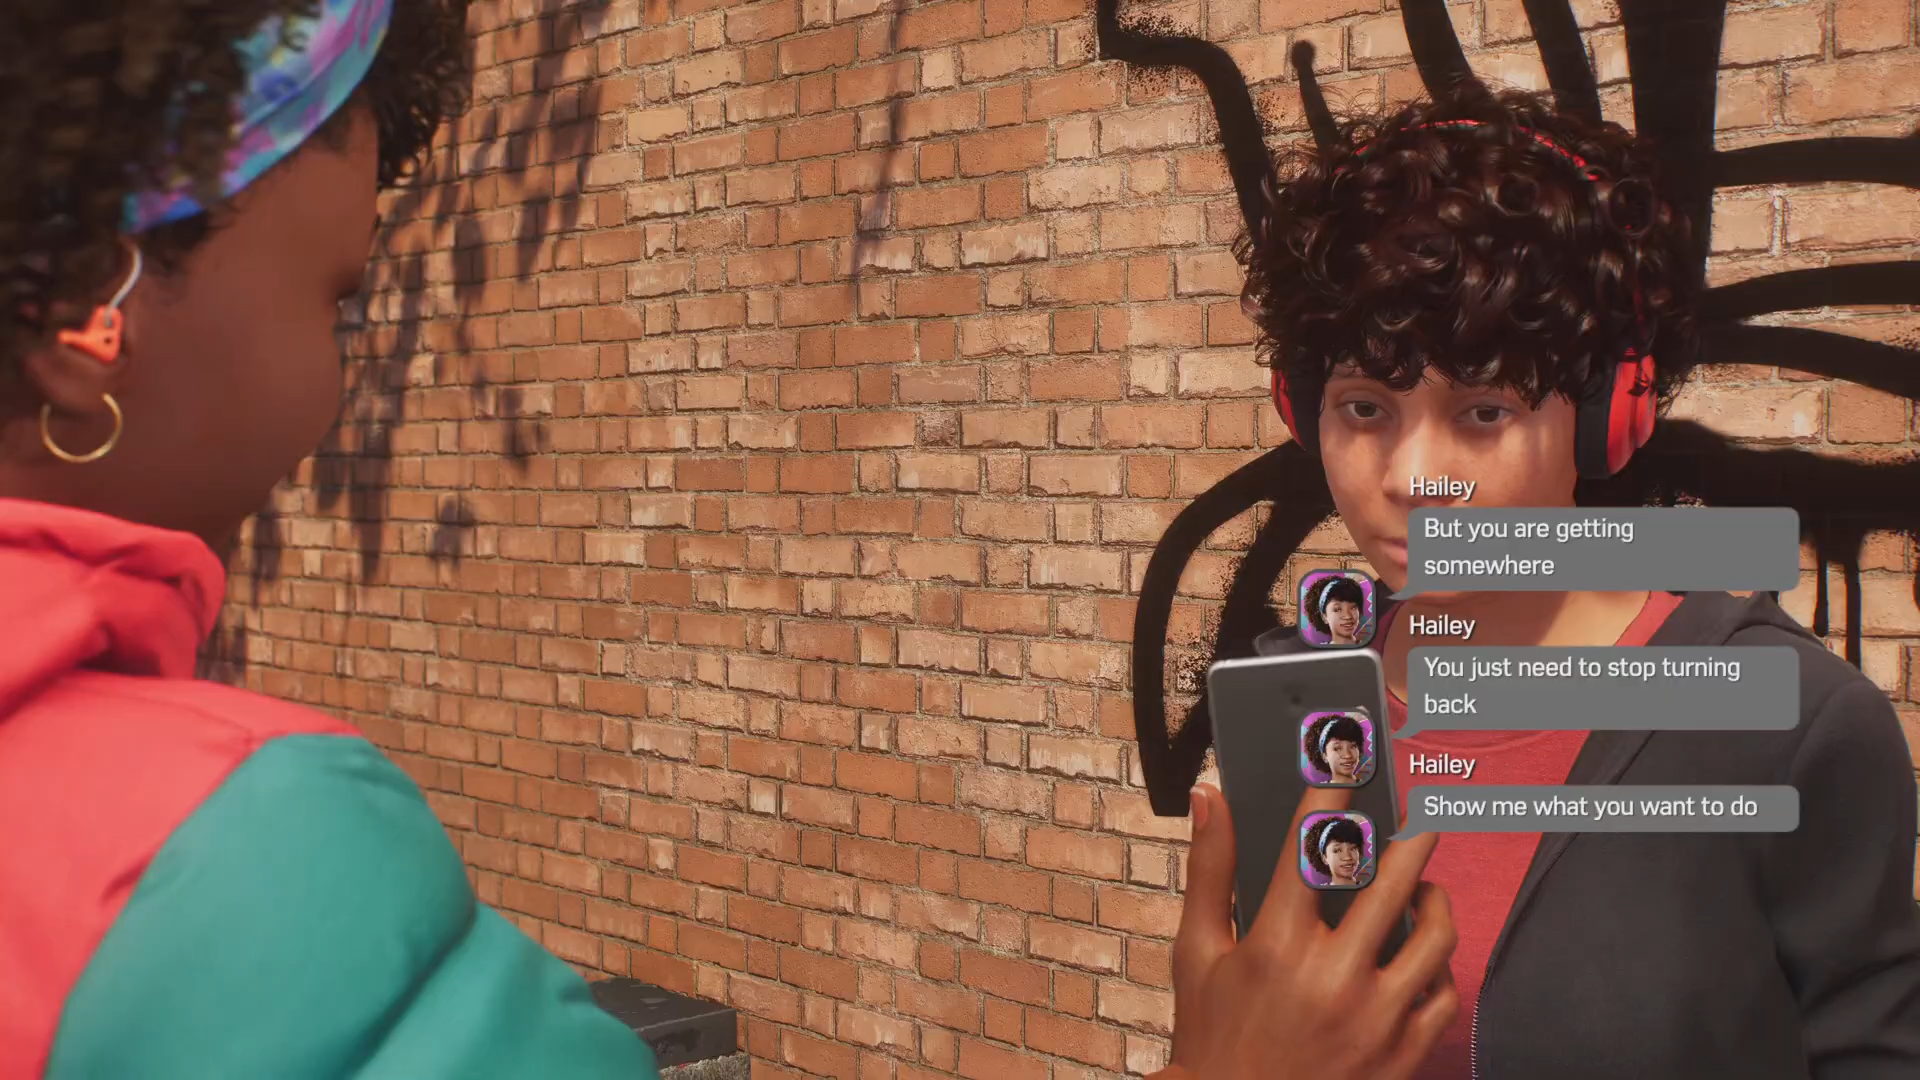 Hailey
But you are getting
somewhere
Hailey
You just need to stop turning
back
Hailey
Show me what you want to do